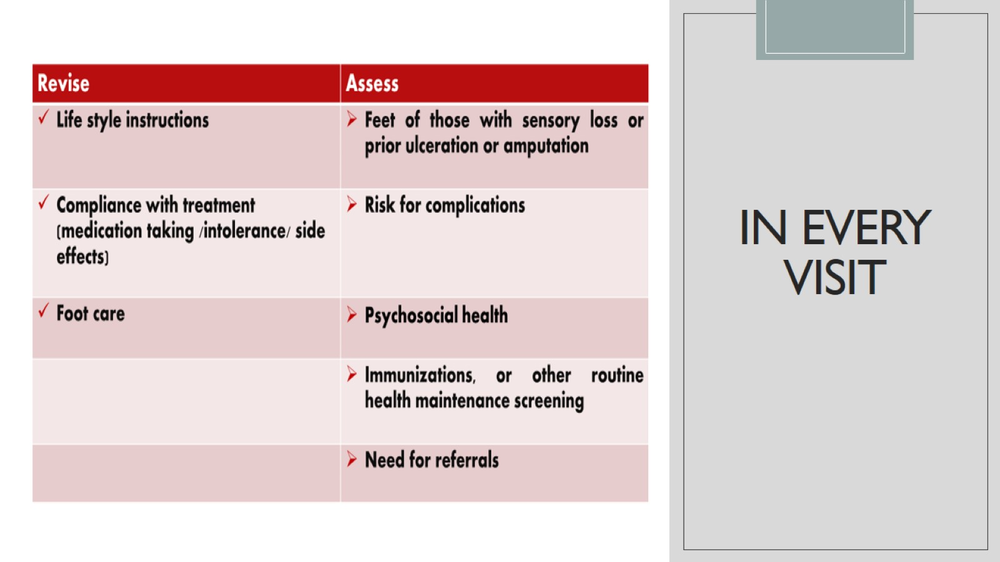 Revise
Assess
Life style instructions
Feet of those with sensory loss or
prior ulceration or amputation
Compliance with treatment
(medication taking /intolerance/ side
effects)
Risk for complications
Foot care
Psychosocial health
Immunizations, or other routine
health maintenance screening
Need for referrals
IN EVERY
VISIT